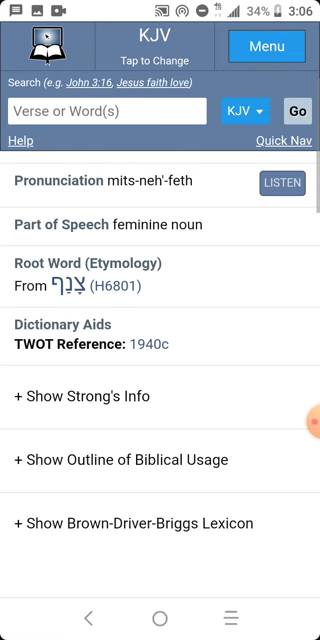 34% 3:06
KJV
Tap to Change
Menu
Search (e.g. John 3:16, Jesus faith love)
Verse or Word(s)
KJV
Go
Help
Quick Nav
Pronunciation mits-neh'-feth
LISTEN
Part of Speech feminine noun
Root Word (Etymology)
From צָנַף (H6801)
Dictionary Aids
TWOT Reference: 1940c
+ Show Strong's Info
+ Show Outline of Biblical Usage
+ Show Brown-Driver-Briggs Lexicon